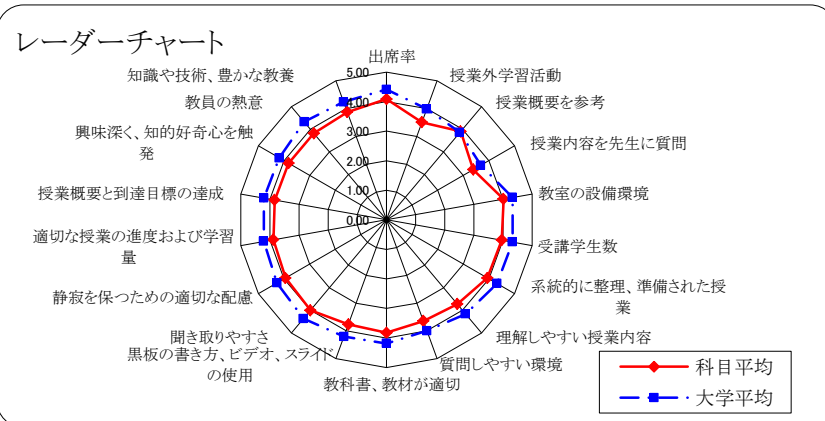 レーダーチャート
出席率
授業外学習活動
授業概要を参考
授業内容を先生に質問
教室の設備環境
受講学生数
系統的に整理、準備された授
業
理解しやすい授業内容
質問しやすい環境
教科書、教材が適切
黒板の書き方、ビデオ、スライド
の使用
聞き取りやすさ
静寂を保つための適切な配慮
適切な授業の進度および学習
量
授業概要と到達目標の達成
興味深く、知的好奇心を触
発
教員の熱意
知識や技術、豊かな教養
5.00
4.00
3.00
2.00
1.00
0.00
科目平均
大学平均